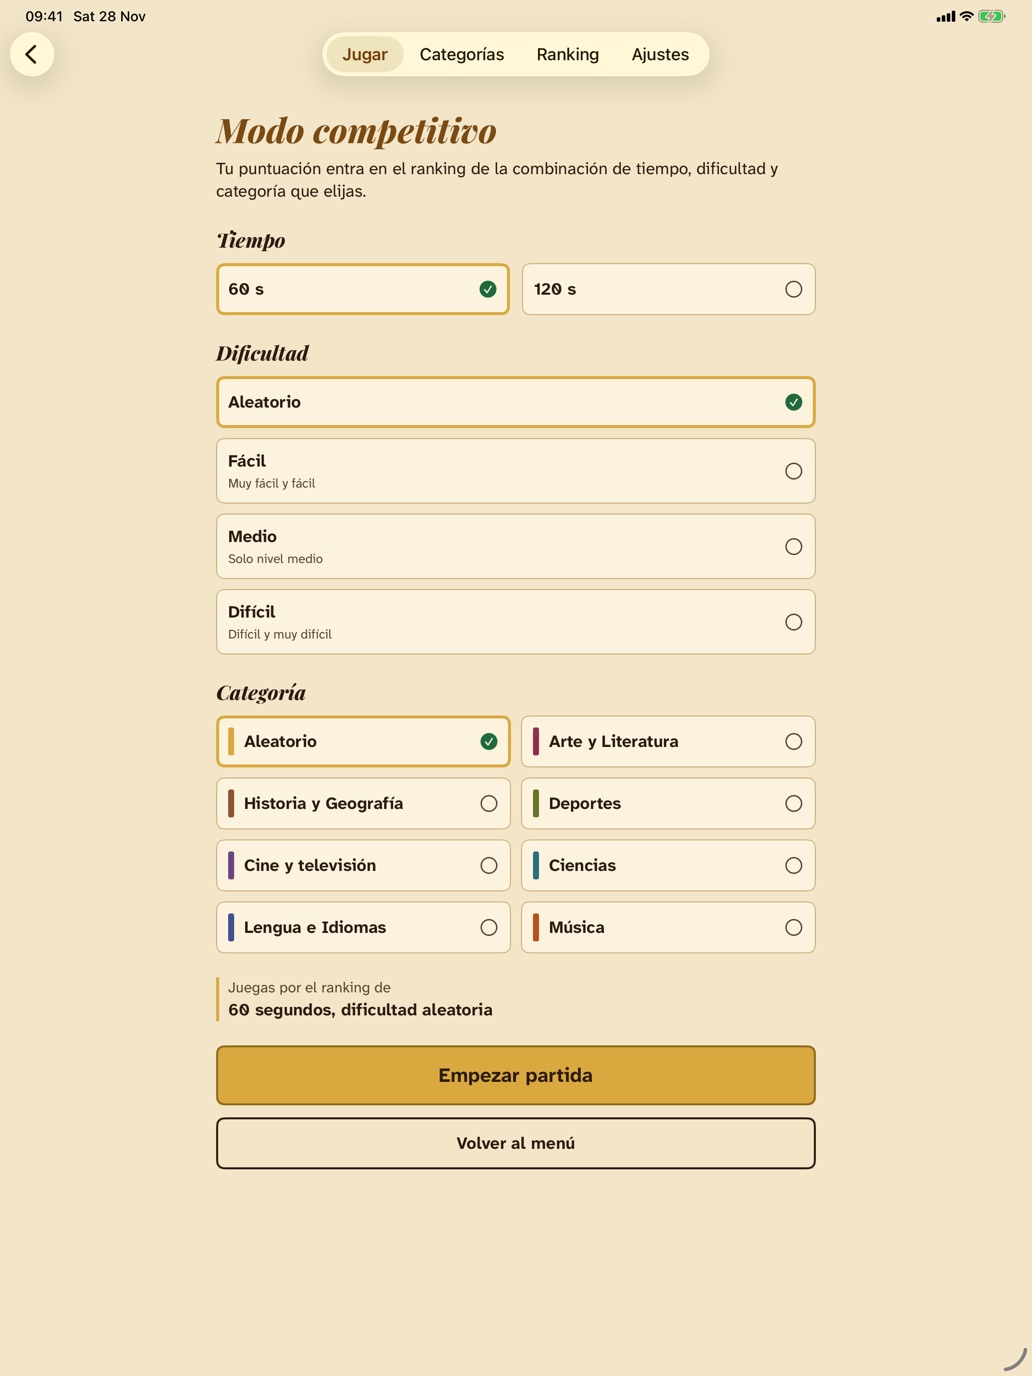 09:41 Sat 28 Nov
Jugar Categorías Ranking Ajustes
Modo competitivo
Tu puntuación entra en el ranking de la combinación de tiempo, dificultad y
categoría que elijas.
Tiempo
60 s
120 s
Dificultad
Aleatorio
Fácil
Muy fácil y fácil
Medio
Solo nivel medio
Difícil
Difícil y muy difícil
Categoría
Aleatorio
Arte y Literatura
Historia y Geografía
Deportes
Cine y televisión
Ciencias
Lengua e Idiomas
Música
Juegas por el ranking de
60 segundos, dificultad aleatoria
Empezar partida
Volver al menú